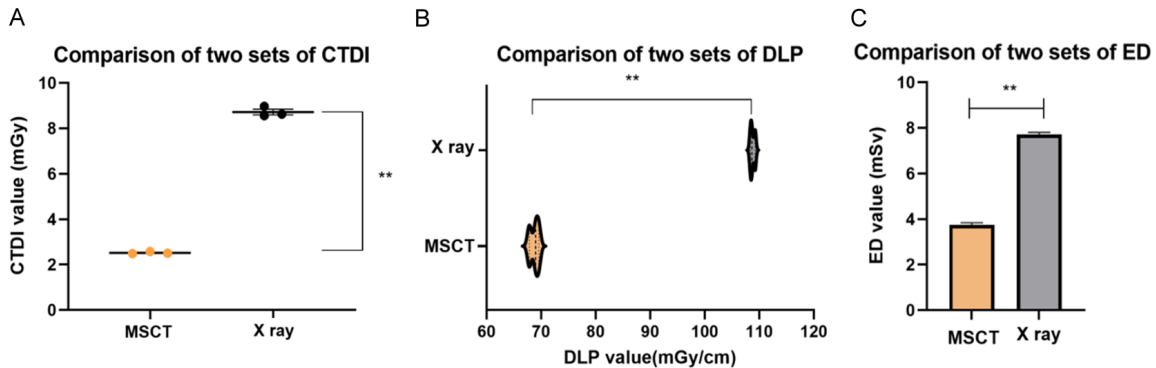 A
Comparison of two sets of CTDI
CTDI value (mGy)
10
8
6
4
2
0
**
MSCT
X ray
B
Comparison of two sets of DLP
**
X ray
MSCT
60
70
80
90
100
110
120
DLP value(mGy/cm)
C
Comparison of two sets of ED
ED value (mSv)
10
8
6
4
2
0
**
MSCT
X ray